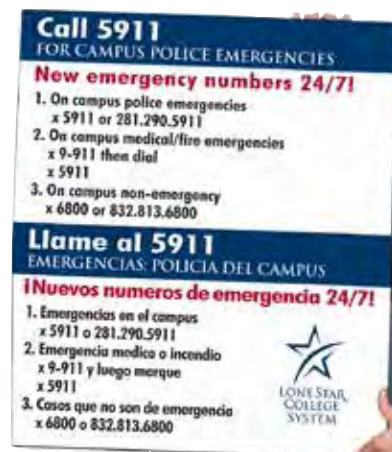 Call 5911
FOR CAMPUS POLICE EMERGENCIES
New emergency numbers 24/7!
1. On campus police emergencies
x 5911 or 281.290.5911
2. On campus medical/fire emergencies
x 9-911 then dial
x 5911
3. On campus non-emergency
x 6800 or 832.813.6800
Llame al 5911
EMERGENCIAS: POLICIA DEL CAMPUS
¡Nuevos numeros de emergencia 24/7!
1. Emergencias en el campus
x 5911 o 281.290.5911
2. Emergencia medica o incendio
x 9-911 y luego marque
x 5911
3. Casos que no son de emergencia
x 6800 o 832.813.6800
LONE STAR
COLLEGE
SYSTEM